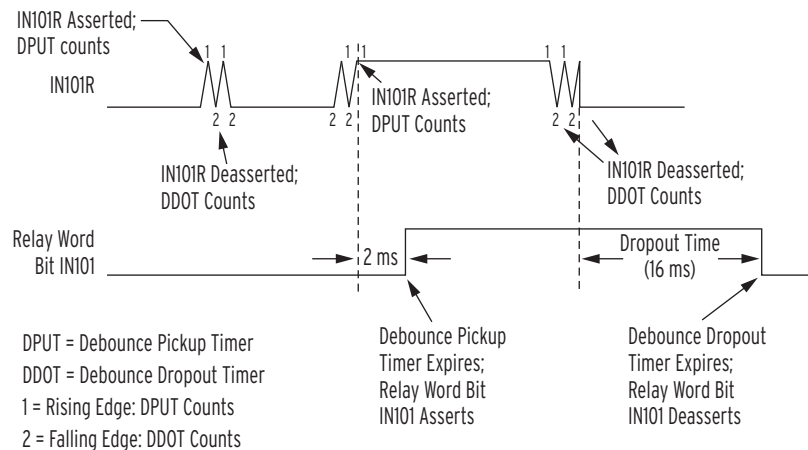 IN101R Asserted;
DPUT counts
1 1
1 1
1 1
IN101R
2 2
2 2
2 2
IN101R Asserted;
DPUT Counts
IN101R Deasserted;
DDOT Counts
IN101R Deasserted;
DDOT Counts
Relay Word
Bit IN101
2 ms
Dropout Time
(16 ms)
Debounce Pickup
Timer Expires;
Relay Word Bit
IN101 Asserts
Debounce Dropout
Timer Expires;
Relay Word Bit
IN101 Deasserts
DPUT = Debounce Pickup Timer
DDOT = Debounce Dropout Timer
1 = Rising Edge: DPUT Counts
2 = Falling Edge: DDOT Counts